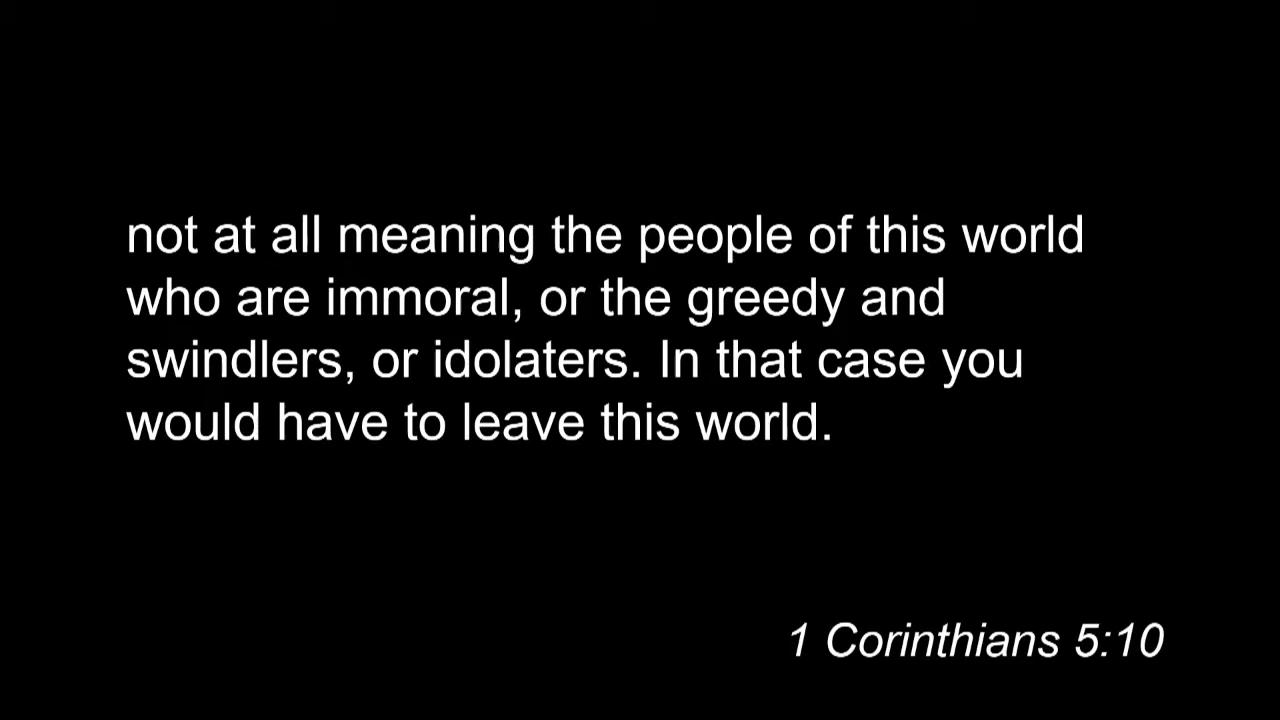 not at all meaning the people of this world
who are immoral, or the greedy and
swindlers, or idolaters. In that case you
would have to leave this world.
1 Corinthians 5:10